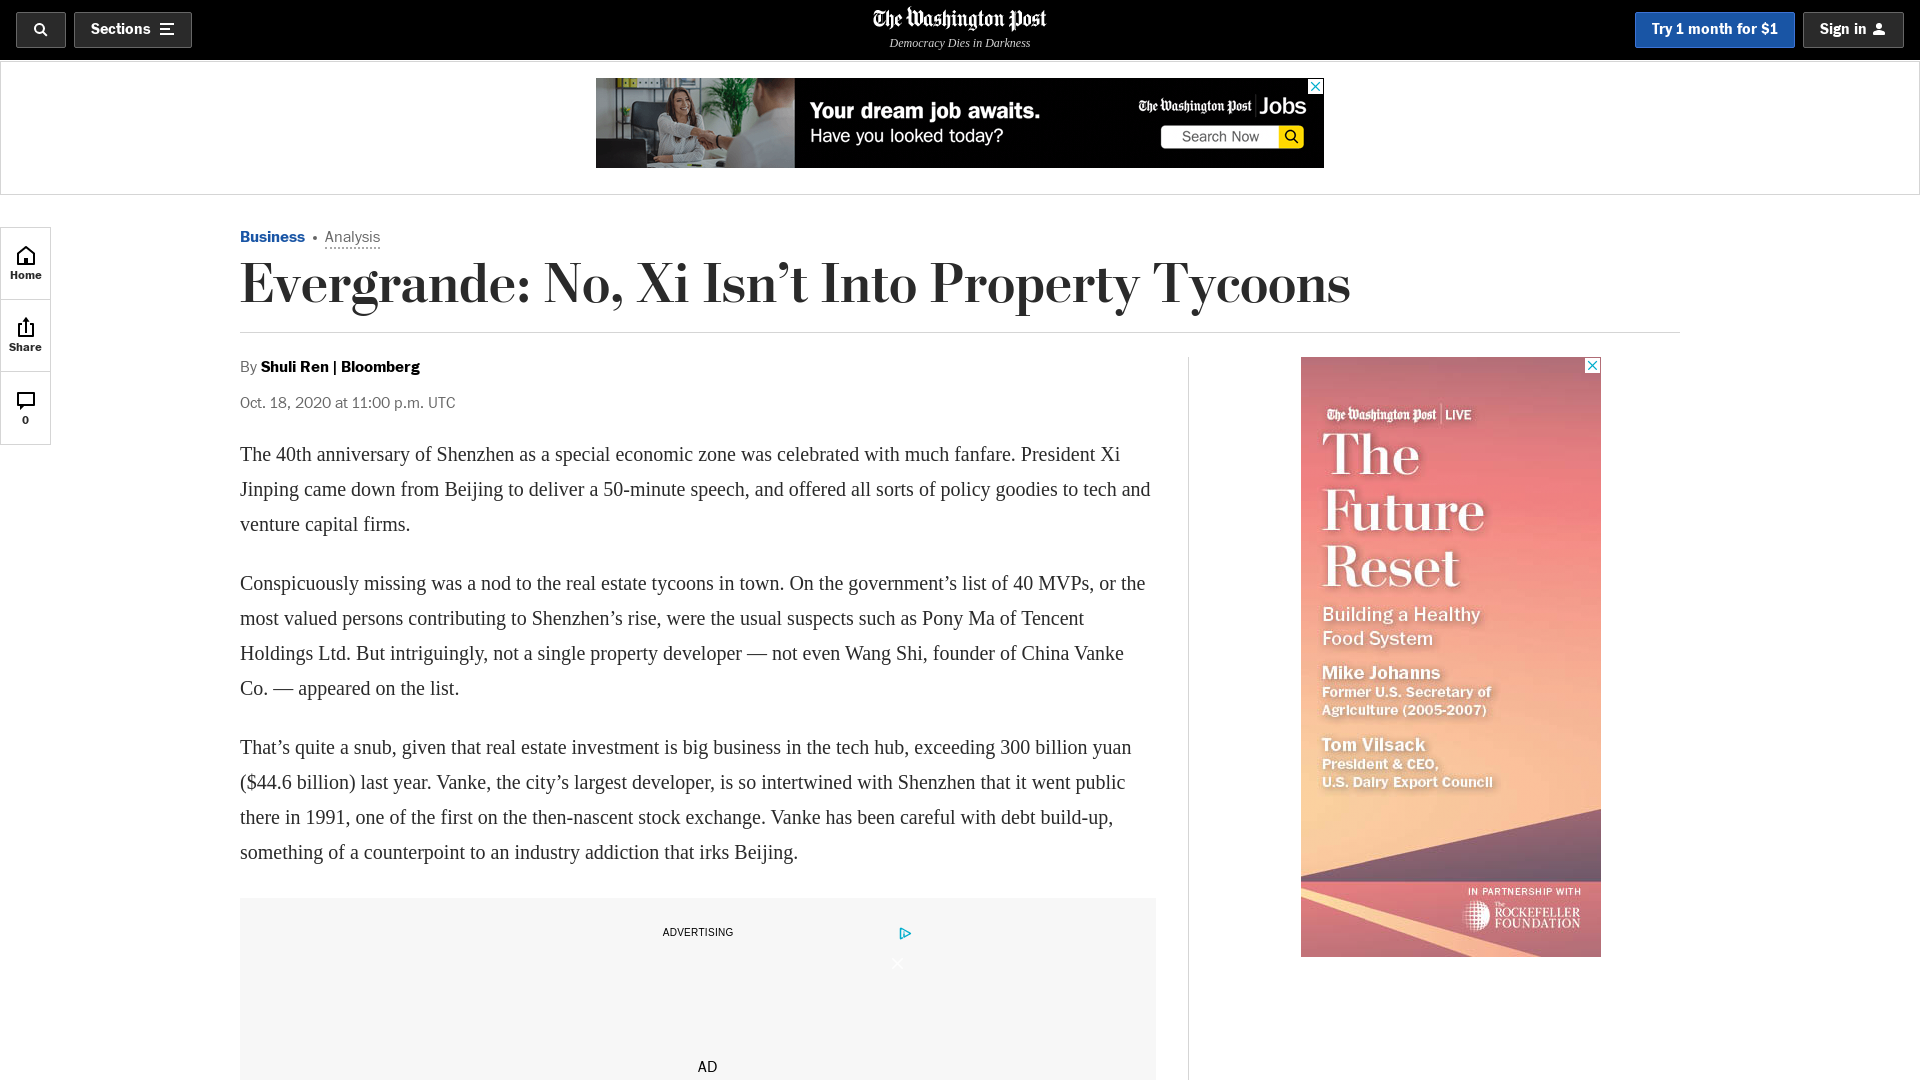 Sections
The Washington Post
Democracy Dies in Darkness
Try 1 month for $1
Sign in
Your dream job awaits.
Have you looked today?
The Washington Post Jobs
Search Now
Home
Share
0
Business • Analysis
Evergrande: No, Xi Isn’t Into Property Tycoons
By Shuli Ren | Bloomberg
Oct. 18, 2020 at 11:00 p.m. UTC
The 40th anniversary of Shenzhen as a special economic zone was celebrated with much fanfare. President Xi
Jinping came down from Beijing to deliver a 50-minute speech, and offered all sorts of policy goodies to tech and
venture capital firms.
Conspicuously missing was a nod to the real estate tycoons in town. On the government’s list of 40 MVPs, or the
most valued persons contributing to Shenzhen’s rise, were the usual suspects such as Pony Ma of Tencent
Holdings Ltd. But intriguingly, not a single property developer — not even Wang Shi, founder of China Vanke
Co. — appeared on the list.
That’s quite a snub, given that real estate investment is big business in the tech hub, exceeding 300 billion yuan
($44.6 billion) last year. Vanke, the city’s largest developer, is so intertwined with Shenzhen that it went public
there in 1991, one of the first on the then-nascent stock exchange. Vanke has been careful with debt build-up,
something of a counterpoint to an industry addiction that irks Beijing.
ADVERTISING
AD
The Washington Post LIVE
The
Future
Reset
Building a Healthy
Food System
Mike Johanns
Former U.S. Secretary of
Agriculture (2005-2007)
Tom Vilsack
President & CEO,
U.S. Dairy Export Council
IN PARTNERSHIP WITH
The
ROCKEFELLER
FOUNDATION